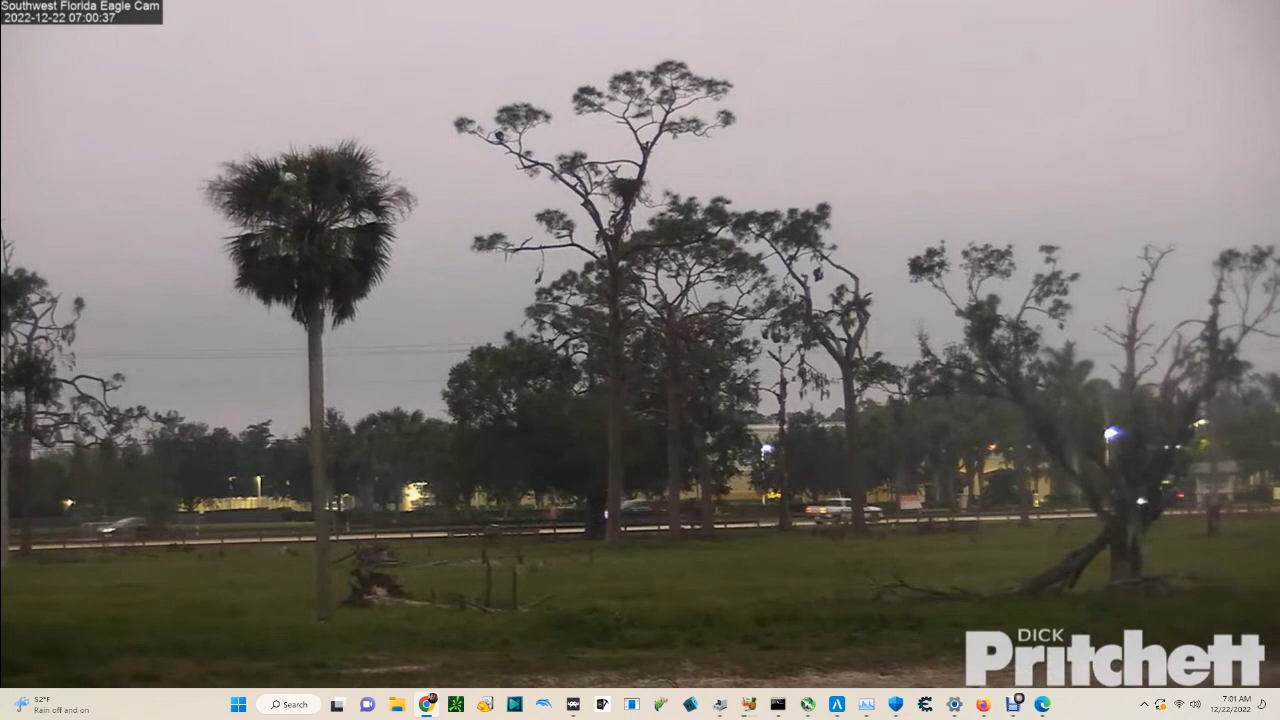 Southwest Florida Eagle Cam
2022-12-22 07:00:37
DICK
Pritchett
52°F
Rain off and on
Search
7:01 AM
12/22/2022